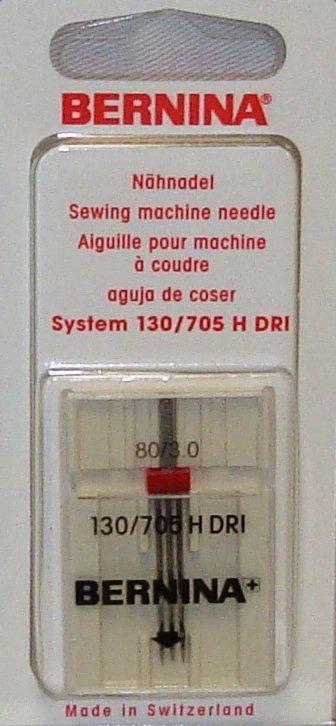 BERNINA®
Nähnadel
Sewing machine needle
Aiguille pour machine
à coudre
aguja de coser
System 130/705 H DRI
80/3.0
130/705 H DRI
BERNINA+
Made in Switzerland